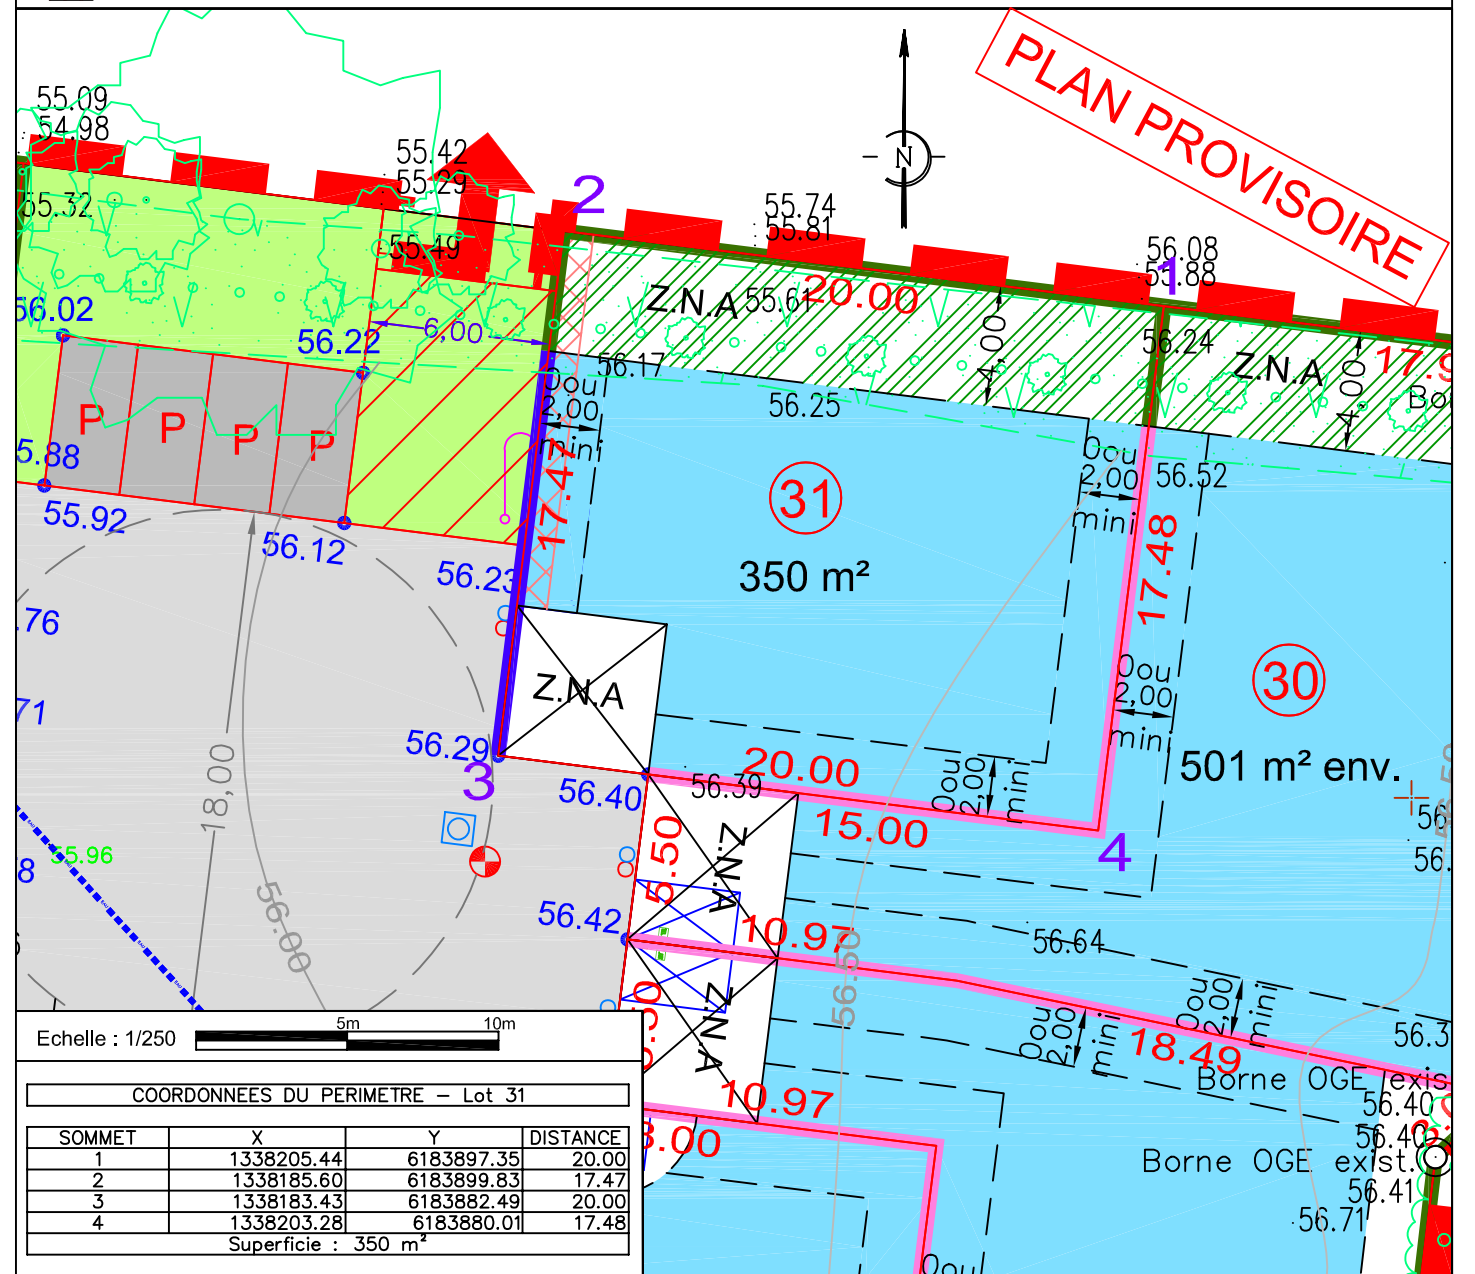 PLAN PROVISOIRE
N
55.09
54.98
55.32
55.42
55.29
55.49
2
55.74
55.81
56.08
55.88
1
56.02
56.22
6,00
Z.N.A
55.61
20.00
4,00
56.24
Z.N.A
4,00
56.17
56.25
0ou
2,00
mini
17.47
P
P
P
P
55.92
56.12
56.23
31
350 m²
0ou
2,00
mini
56.52
17.48
0ou
2,00
mini
30
501 m² env.
Z.N.A
56.29
3
56.40
56.39
20.00
15.00
0ou
2,00
mini
4
18,00
56.00
55.96
5.50
Z.N.A
56.42
10.97
56.50
56.64
0ou
2,00
mini
0ou
2,00
mini
18.49
Z.N.A
10.97
Borne OGE exis
56.40
56.40
Borne OGE exist.
56.41
56.71
Echelle : 1/250
5m
10m
COORDONNEES DU PERIMETRE – Lot 31
SOMMET X Y DISTANCE
1 1338205.44 6183897.35 20.00
2 1338185.60 6183899.83 17.47
3 1338183.43 6183882.49 20.00
4 1338203.28 6183880.01 17.48
Superficie : 350 m²